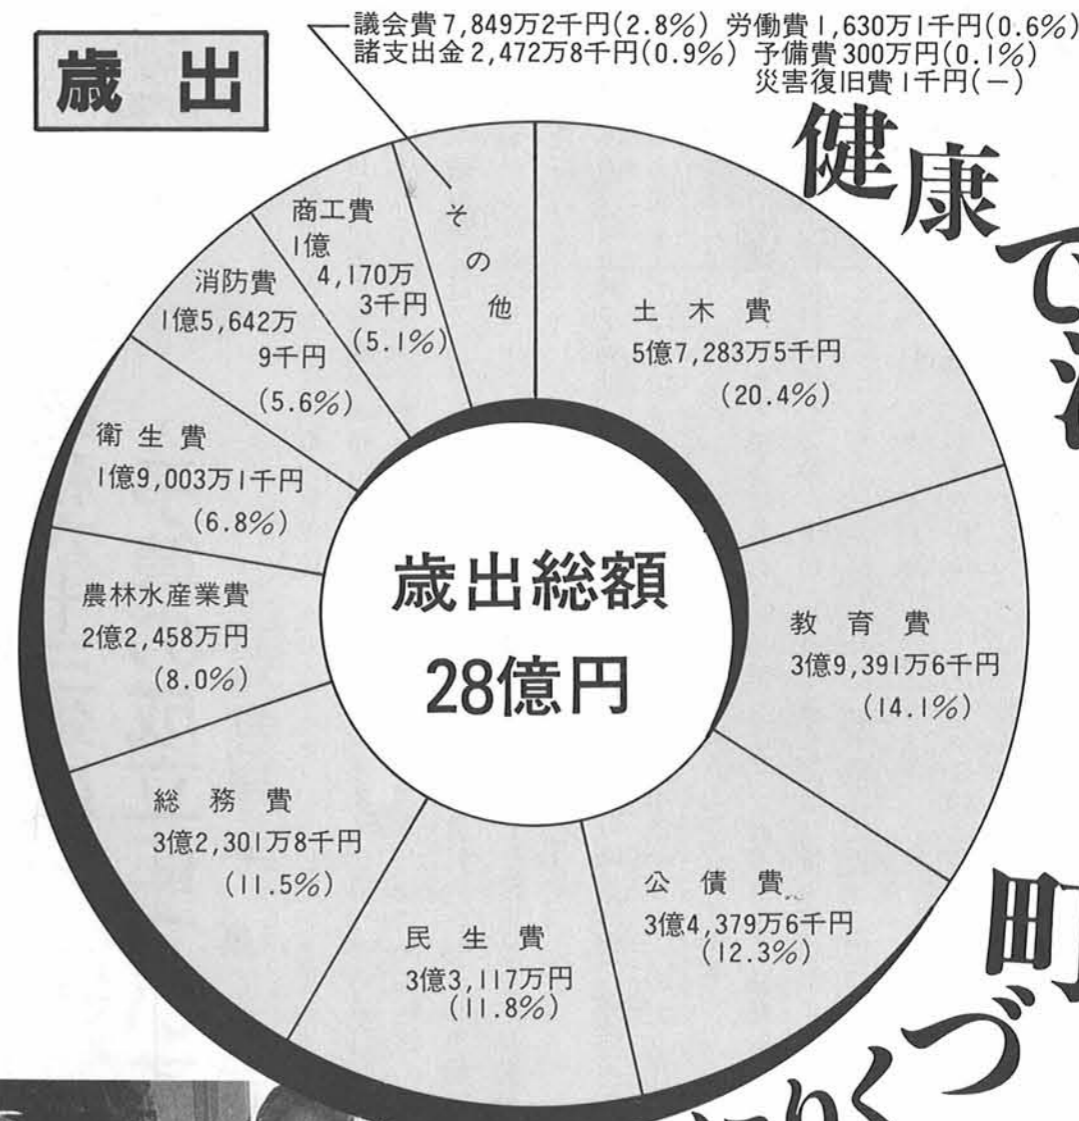 歳出
議会費7,849万2千円(2.8%) 労働費1,630万1千円(0.6%)
諸支出金2,472万8千円(0.9%) 予備費300万円(0.1%)
災害復旧費1千円(―)
その他
商工費
1億
4,170万
3千円
(5.1%)
消防費
1億5,642万
9千円
(5.6%)
衛生費
1億9,003万1千円
(6.8%)
農林水産業費
2億2,458万円
(8.0%)
総務費
3億2,301万8千円
(11.5%)
民生費
3億3,117万円
(11.8%)
公債費
3億4,379万6千円
(12.3%)
教育費
3億9,391万6千円
(14.1%)
土木費
5億7,283万5千円
(20.4%)
歳出総額
28億円
健康で
町づくり